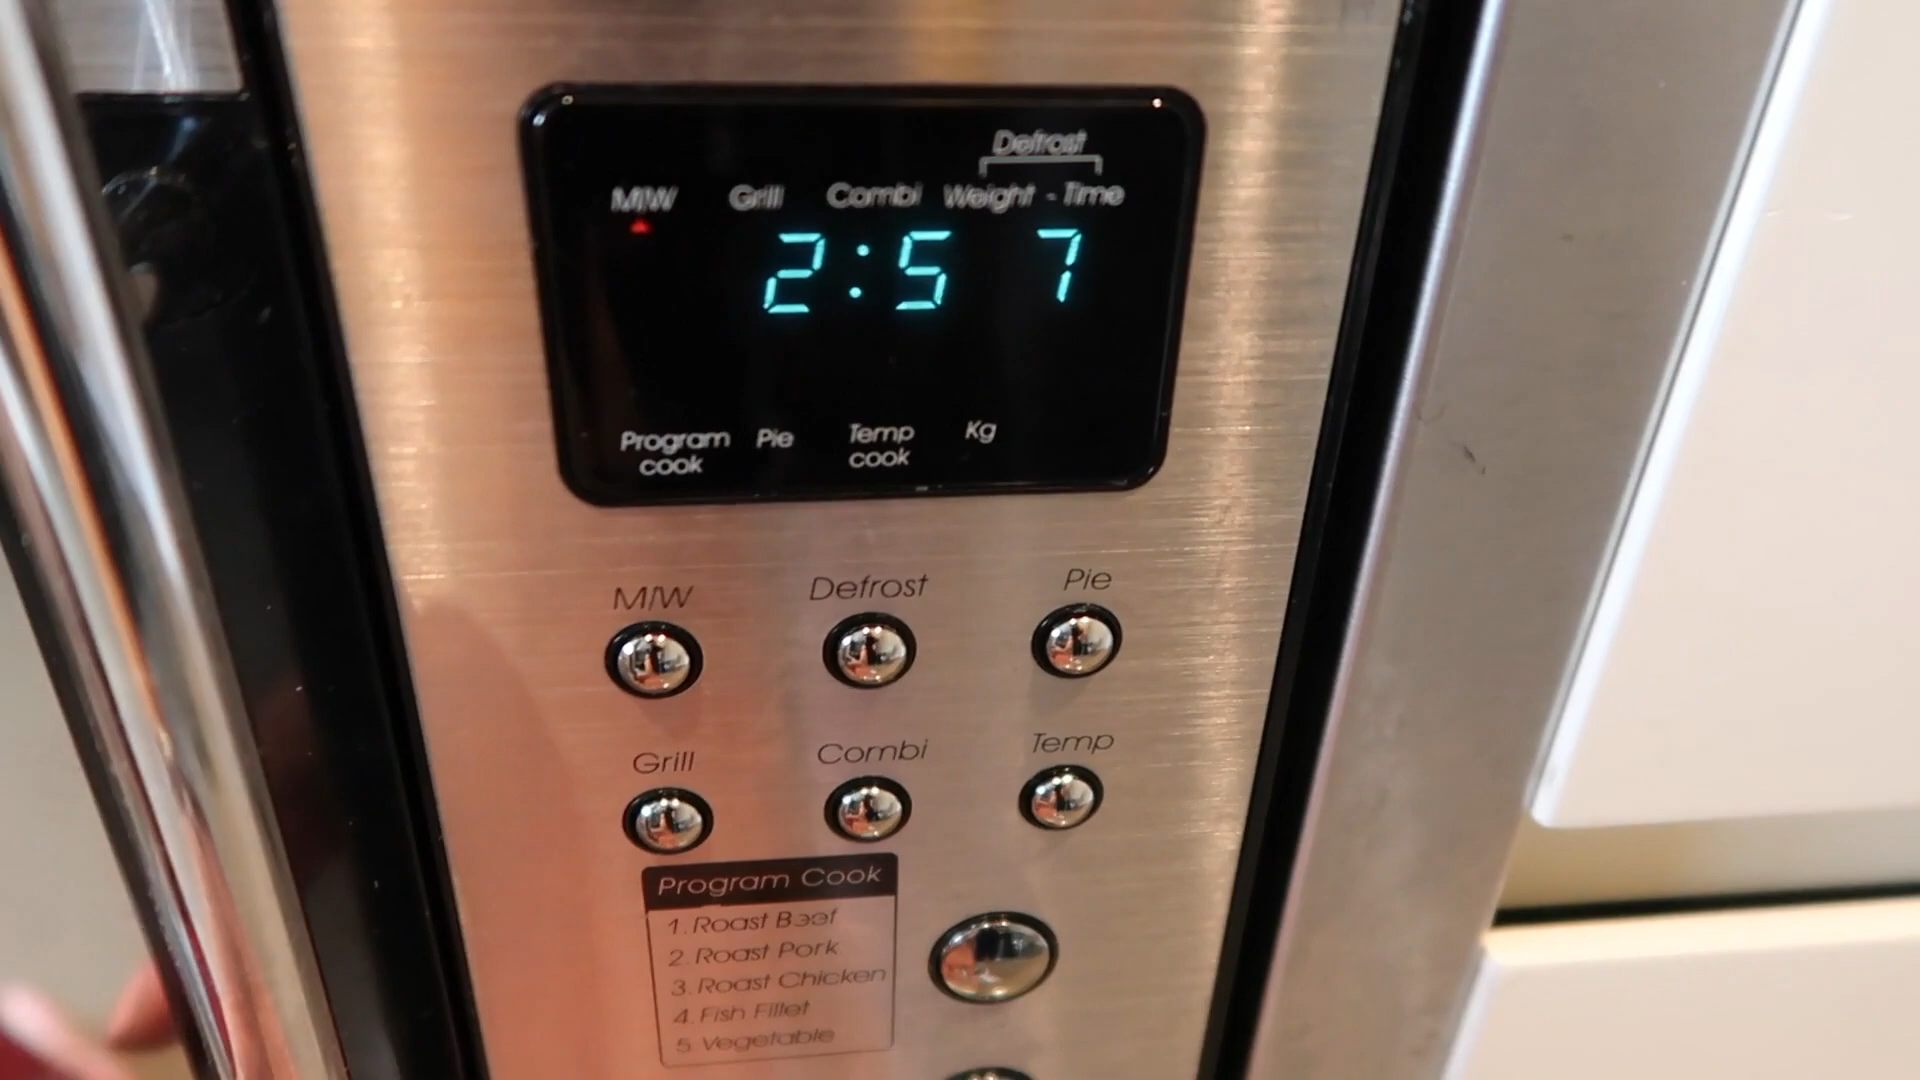 Defrost
M/W Grill Combi Weight - Time
2:57
Program cook Pie Temp cook Kg
M/W Defrost Pie
Grill Combi Temp
Program Cook
1. Roast Beef
2. Roast Pork
3. Roast Chicken
4. Fish Fillet
5. Vegetable